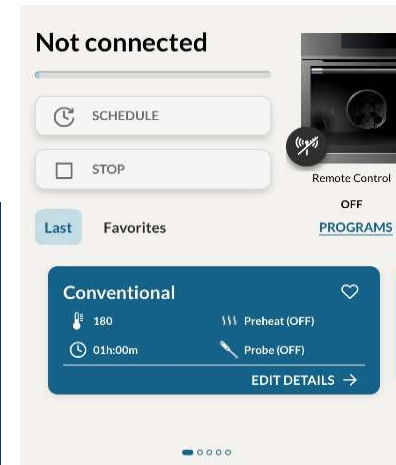 Not connected
SCHEDULE
STOP
Remote Control
OFF
PROGRAMS
Last
Favorites
Conventional
180
Preheat (OFF)
01h:00m
Probe (OFF)
EDIT DETAILS →